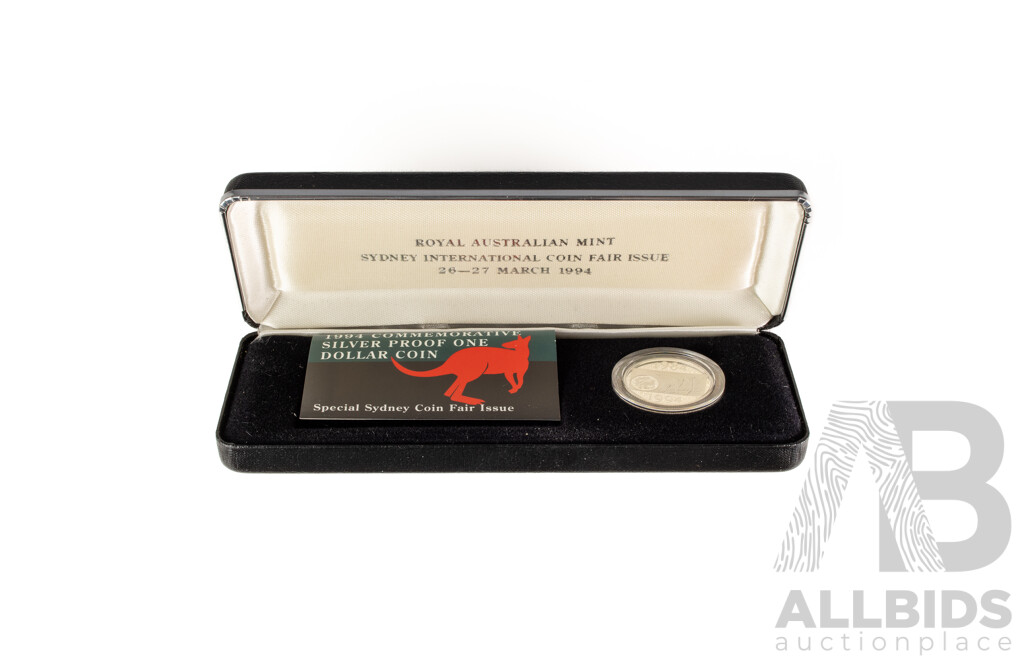 ROYAL AUSTRALIAN MINT
SYDNEY INTERNATIONAL COIN FAIR ISSUE
26—27 MARCH 1994
1994 COMMEMORATIVE
SILVER PROOF ONE
DOLLAR COIN
Special Sydney Coin Fair Issue
AB
ALLBIDS
auctionplace